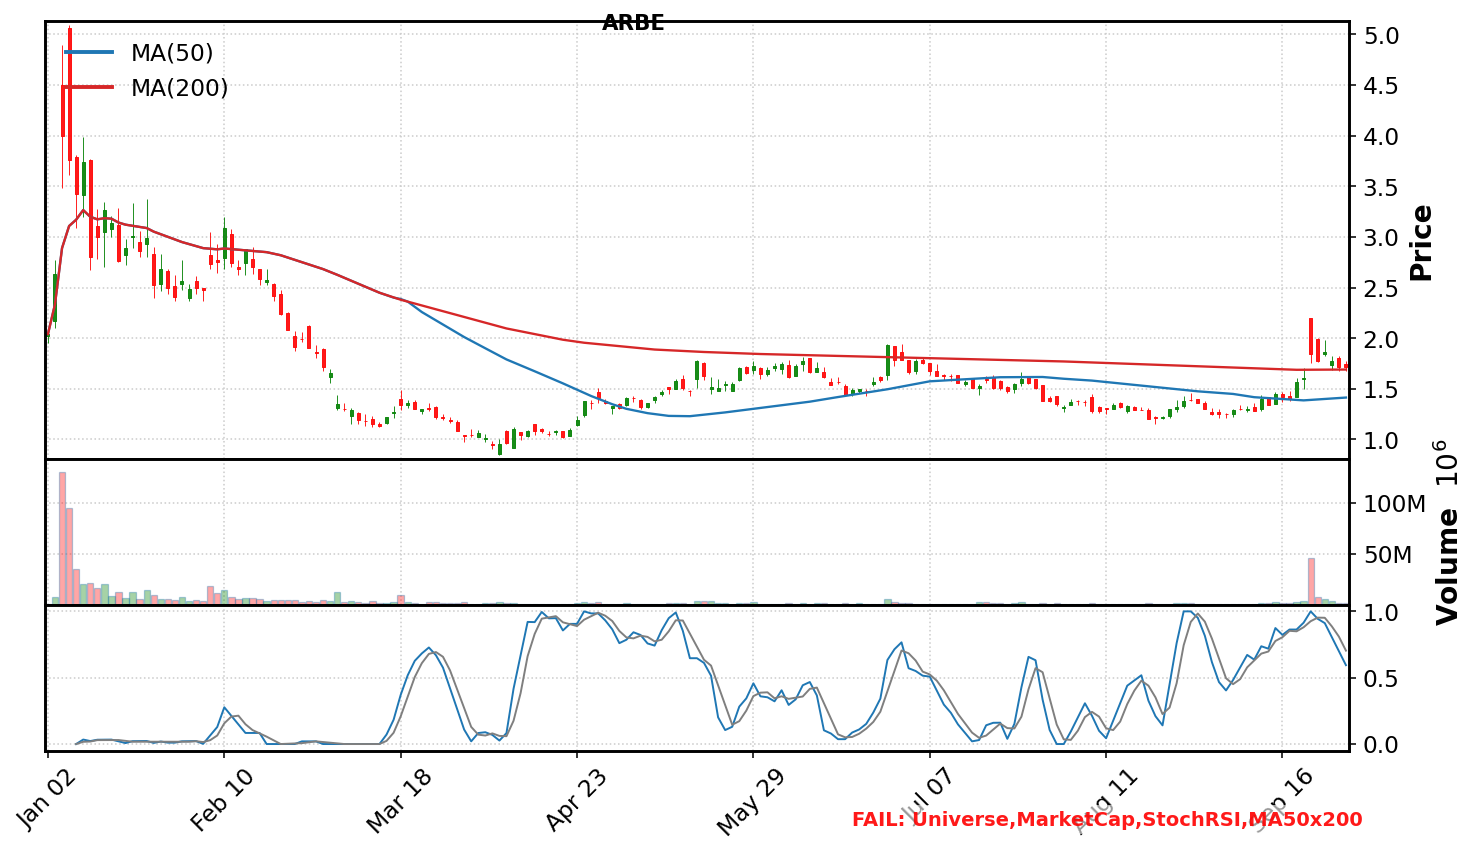 ARBE
MA(50)
MA(200)
5.0
4.5
4.0
3.5
3.0
2.5
2.0
1.5
1.0
Price
100M
50M
Volume 10⁶
1.0
0.5
0.0
Jan 02
Feb 10
Mar 18
Apr 23
May 29
Jul 07
Aug 11
Sep 16
FAIL: Universe,MarketCap,StochRSI,MA50x200